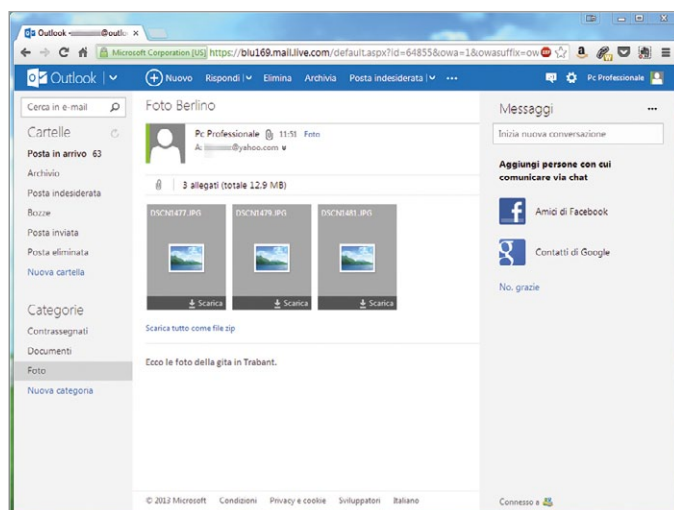 Outlook - @outlo ×
Microsoft Corporation [US] https://blu169.mail.live.com/default.aspx?id=64855&owa=1&owasuffix=ow
Outlook
Nuovo Rispondi Elimina Archivia Posta indesiderata ...
Pc Professionale
Cerca in e-mail
Cartelle
Posta in arrivo 63
Archivio
Posta indesiderata
Bozze
Posta inviata
Posta eliminata
Nuova cartella
Categorie
Contrassegnati
Documenti
Foto
Nuova categoria
Foto Berlino
Pc Professionale 11:51 Foto
A: @yahoo.com
3 allegati (totale 12.9 MB)
DSCN1477.JPG DSCN1479.JPG DSCN1481.JPG
Scarica Scarica Scarica
Scarica tutto come file zip
Ecco le foto della gita in Trabant.
© 2013 Microsoft Condizioni Privacy e cookie Sviluppatori Italiano
Messaggi ...
Inizia nuova conversazione
Aggiungi persone con cui
comunicare via chat
Amici di Facebook
Contatti di Google
No, grazie
Connesso a